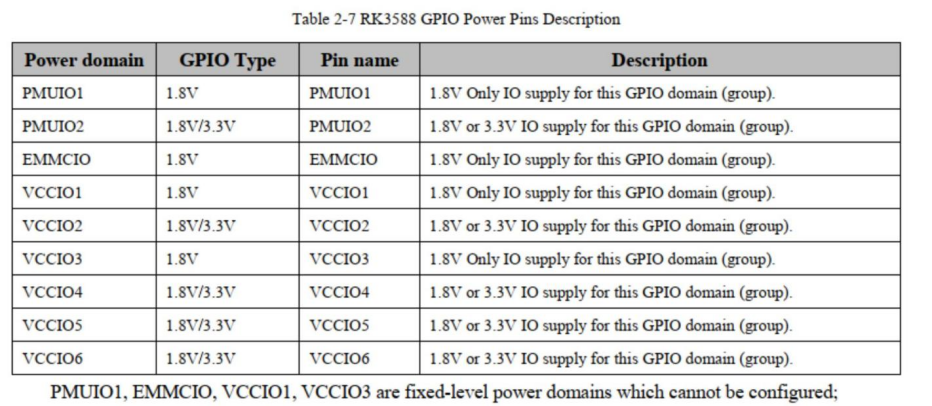 Table 2-7 RK3588 GPIO Power Pins Description
Power domain GPIO Type Pin name Description
PMUIO1 1.8V PMUIO1 1.8V Only IO supply for this GPIO domain (group).
PMUIO2 1.8V/3.3V PMUIO2 1.8V or 3.3V IO supply for this GPIO domain (group).
EMMCIO 1.8V EMMCIO 1.8V Only IO supply for this GPIO domain (group).
VCCIO1 1.8V VCCIO1 1.8V Only IO supply for this GPIO domain (group).
VCCIO2 1.8V/3.3V VCCIO2 1.8V or 3.3V IO supply for this GPIO domain (group).
VCCIO3 1.8V VCCIO3 1.8V Only IO supply for this GPIO domain (group).
VCCIO4 1.8V/3.3V VCCIO4 1.8V or 3.3V IO supply for this GPIO domain (group).
VCCIO5 1.8V/3.3V VCCIO5 1.8V or 3.3V IO supply for this GPIO domain (group).
VCCIO6 1.8V/3.3V VCCIO6 1.8V or 3.3V IO supply for this GPIO domain (group).
PMUIO1, EMMCIO, VCCIO1, VCCIO3 are fixed-level power domains which cannot be configured;